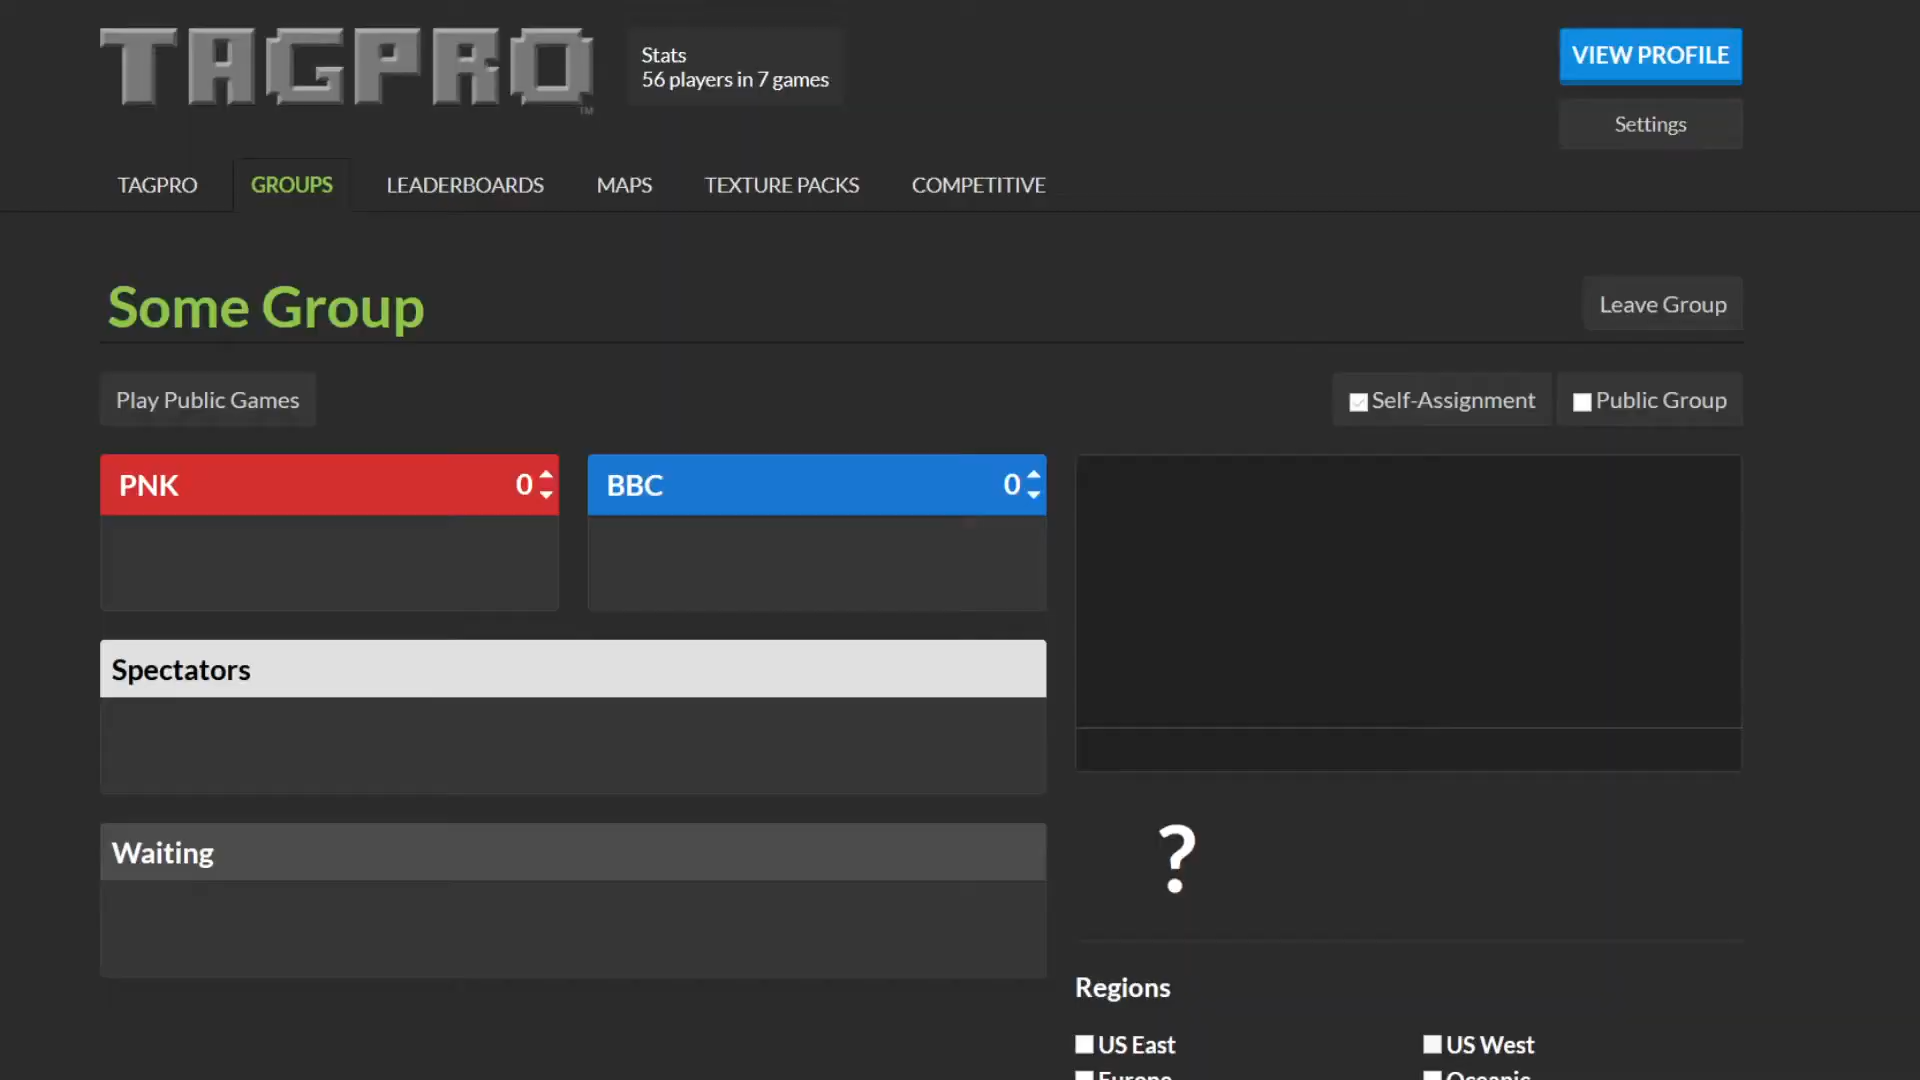 TAGPRO
TM
Stats
56 players in 7 games
VIEW PROFILE
Settings
TAGPRO
GROUPS
LEADERBOARDS
MAPS
TEXTURE PACKS
COMPETITIVE
Some Group
Leave Group
Play Public Games
Self-Assignment
Public Group
PNK
0
BBC
0
Spectators
Waiting
?
Regions
US East
US West
Europe
Oceanic